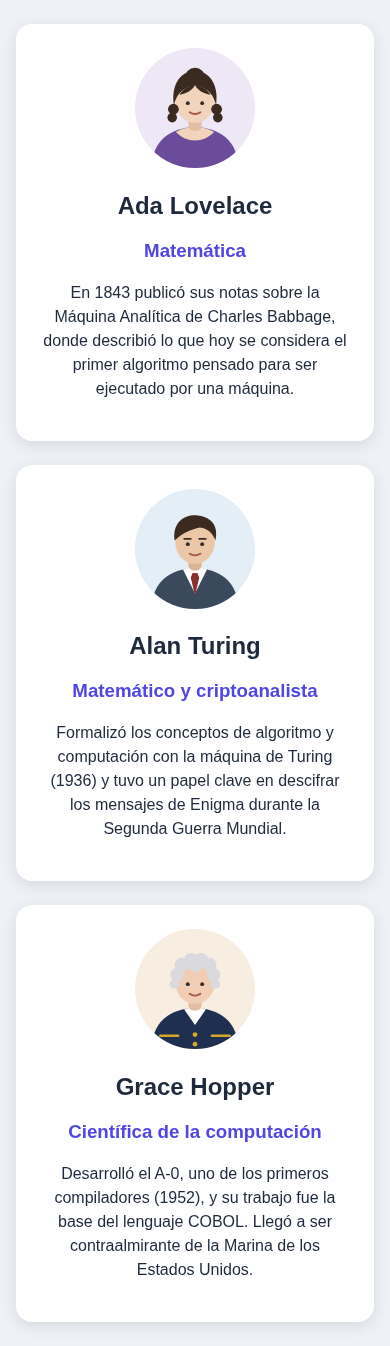 Ada Lovelace
Matemática
En 1843 publicó sus notas sobre la
Máquina Analítica de Charles Babbage,
donde describió lo que hoy se considera el
primer algoritmo pensado para ser
ejecutado por una máquina.
Alan Turing
Matemático y criptoanalista
Formalizó los conceptos de algoritmo y
computación con la máquina de Turing
(1936) y tuvo un papel clave en descifrar
los mensajes de Enigma durante la
Segunda Guerra Mundial.
Grace Hopper
Científica de la computación
Desarrolló el A-0, uno de los primeros
compiladores (1952), y su trabajo fue la
base del lenguaje COBOL. Llegó a ser
contraalmirante de la Marina de los
Estados Unidos.